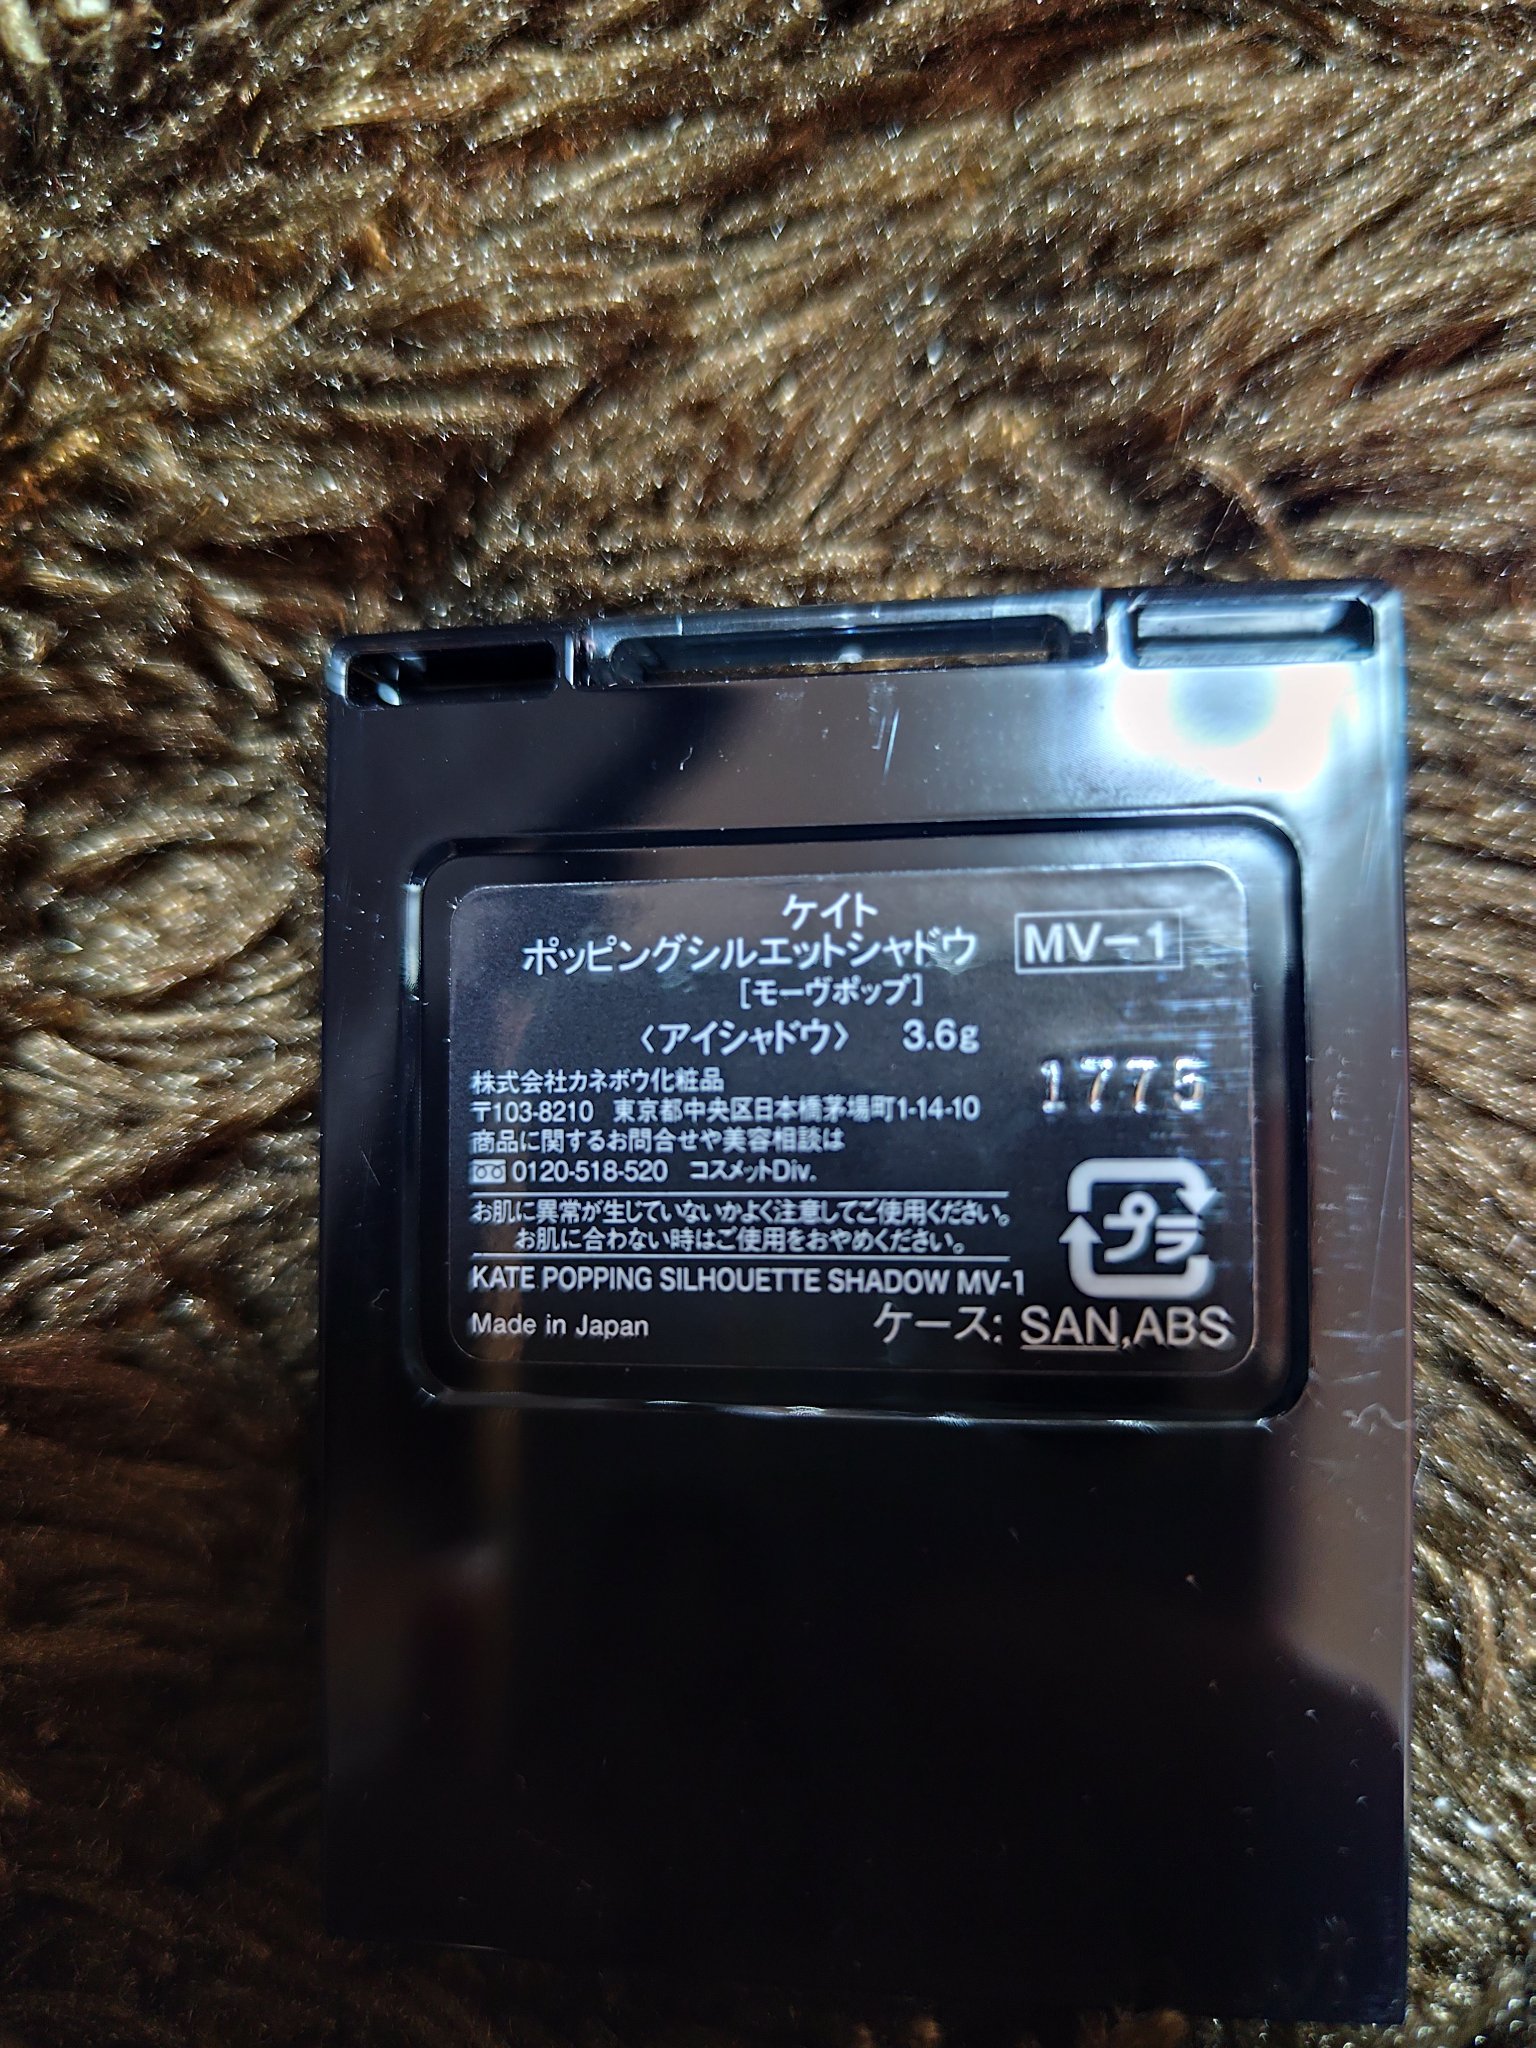 ケイト
ポッピングシルエットシャドウ MV-1
[モーヴポップ]
〈アイシャドウ〉 3.6g
株式会社カネボウ化粧品
〒103-8210 東京都中央区日本橋茅場町1-14-10
1775
商品に関するお問合せや美容相談は
0120-518-520 コスメットDiv.
お肌に異常が生じていないかよく注意してご使用ください。
お肌に合わない時はご使用をおやめください。
プラ
KATE POPPING SILHOUETTE SHADOW MV-1
Made in Japan
ケース: SAN,ABS